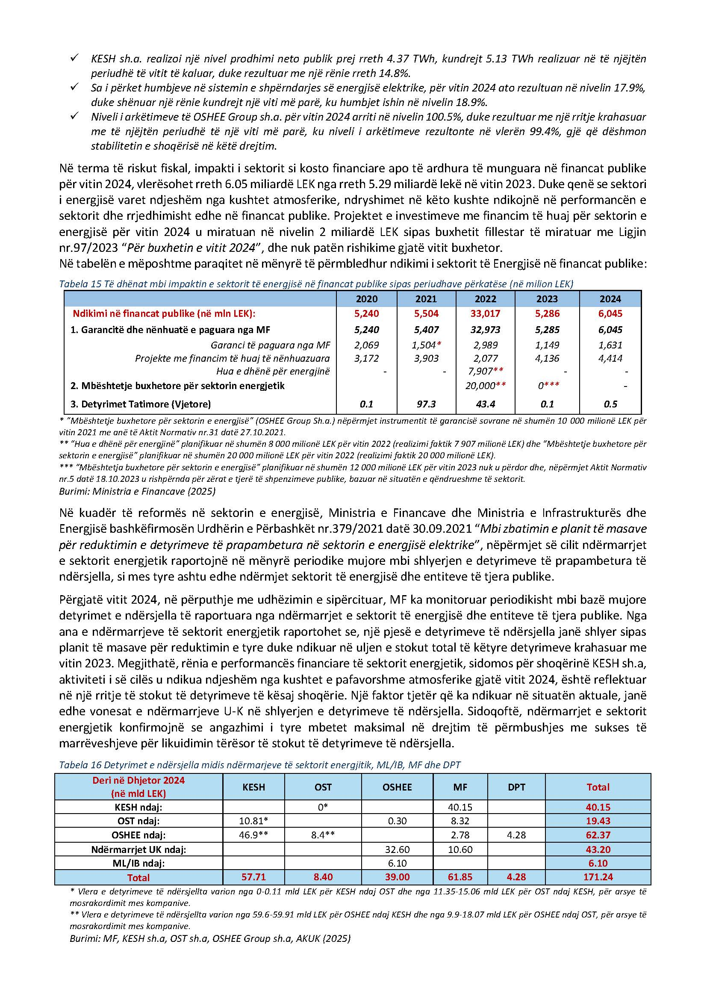 ✓ KESH sh.a. realizoi një nivel prodhimi neto publik prej rreth 4.37 TWh, kundrejt 5.13 TWh realizuar në të njëjtën
periudhë të vitit të kaluar, duke rezultuar me një rënie rreth 14.8%.
✓ Sa i përket humbjeve në sistemin e shpërndarjes së energjisë elektrike, për vitin 2024 ato rezultuan në nivelin 17.9%,
duke shënuar një rënie kundrejt një viti më parë, ku humbjet ishin në nivelin 18.9%.
✓ Niveli i arkëtimeve të OSHEE Group sh.a. për vitin 2024 arriti në nivelin 100.5%, duke rezultuar me një rritje krahasuar
me të njëjtën periudhë të një viti më parë, ku niveli i arkëtimeve rezultonte në vlerën 99.4%, gjë që dëshmon
stabilitetin e shoqërisë në këtë drejtim.
Në terma të riskut fiskal, impakti i sektorit si kosto financiare apo të ardhura të munguara në financat publike
për vitin 2024, vlerësohet rreth 6.05 miliardë LEK nga rreth 5.29 miliardë lekë në vitin 2023. Duke qenë se sektori
i energjisë varet ndjeshëm nga kushtet atmosferike, ndryshimet në këto kushte ndikojnë në performancën e
sektorit dhe rrjedhimisht edhe në financat publike. Projektet e investimeve me financim të huaj për sektorin e
energjisë për vitin 2024 u miratuan në nivelin 2 miliardë LEK sipas buxhetit fillestar të miratuar me Ligjin
nr.97/2023 “Për buxhetin e vitit 2024”, dhe nuk patën rishikime gjatë vitit buxhetor.
Në tabelën e mëposhtme paraqitet në mënyrë të përmbledhur ndikimi i sektorit të Energjisë në financat publike:
Tabela 15 Të dhënat mbi impaktin e sektorit të energjisë në financat publike sipas periudhave përkatëse (në milion LEK)
2020 2021 2022 2023 2024
Ndikimi në financat publike (në mln LEK): 5,240 5,504 33,017 5,286 6,045
1. Garancitë dhe nënhuatë e paguara nga MF 5,240 5,407 32,973 5,285 6,045
Garanci të paguara nga MF 2,069 1,504* 2,989 1,149 1,631
Projekte me financim të huaj të nënhuazuara 3,172 3,903 2,077 4,136 4,414
Hua e dhënë për energjinë - - 7,907** - -
2. Mbështetje buxhetore për sektorin energjetik 20,000** 0*** -
3. Detyrimet Tatimore (Vjetore) 0.1 97.3 43.4 0.1 0.5
* ”Mbështetje buxhetore për sektorin e energjisë” (OSHEE Group Sh.a.) nëpërmjet instrumentit të garancisë sovrane në shumën 10 000 milionë LEK për
vitin 2021 me anë të Aktit Normativ nr.31 datë 27.10.2021.
** “Hua e dhënë për energjinë” planifikuar në shumën 8 000 milionë LEK për vitin 2022 (realizimi faktik 7 907 milionë LEK) dhe “Mbështetje buxhetore për
sektorin e energjisë” planifikuar në shumën 20 000 milionë LEK për vitin 2022 (realizimi faktik 20 000 milionë LEK).
*** “Mbështetja buxhetore për sektorin e energjisë” planifikuar në shumën 12 000 milionë LEK për vitin 2023 nuk u përdor dhe, nëpërmjet Aktit Normativ
nr.5 datë 18.10.2023 u rishpërnda për zërat e tjerë të shpenzimeve publike, bazuar në situatën e qëndrueshme të sektorit.
Burimi: Ministria e Financave (2025)
Në kuadër të reformës në sektorin e energjisë, Ministria e Financave dhe Ministria e Infrastrukturës dhe
Energjisë bashkëfirmosën Urdhërin e Përbashkët nr.379/2021 datë 30.09.2021 “Mbi zbatimin e planit të masave
për reduktimin e detyrimeve të prapambetura në sektorin e energjisë elektrike”, nëpërmjet së cilit ndërmarrjet
e sektorit energjetik raportojnë në mënyrë periodike mujore mbi shlyerjen e detyrimeve të prapambetura të
ndërsjella, si mes tyre ashtu edhe ndërmjet sektorit të energjisë dhe entiteve të tjera publike.
Përgjatë vitit 2024, në përputhje me udhëzimin e sipërcituar, MF ka monitoruar periodikisht mbi bazë mujore
detyrimet e ndërsjella të raportuara nga ndërmarrjet e sektorit të energjisë dhe entiteve të tjera publike. Nga
ana e ndërmarrjeve të sektorit energjetik raportohet se, një pjesë e detyrimeve të ndërsjella janë shlyer sipas
planit të masave për reduktimin e tyre duke ndikuar në uljen e stokut total të këtyre detyrimeve krahasuar me
vitin 2023. Megjithatë, rënia e performancës financiare të sektorit energjetik, sidomos për shoqërinë KESH sh.a,
aktiviteti i së cilës u ndikua ndjeshëm nga kushtet e pafavorshme atmosferike gjatë vitit 2024, është reflektuar
në një rritje të stokut të detyrimeve të kësaj shoqërie. Një faktor tjetër që ka ndikuar në situatën aktuale, janë
edhe vonesat e ndërmarrjeve U-K në shlyerjen e detyrimeve të ndërsjella. Sidoqoftë, ndërmarrjet e sektorit
energjetik konfirmojnë se angazhimi i tyre mbetet maksimal në drejtim të përmbushjes me sukses të
marrëveshjeve për likuidimin tërësor të stokut të detyrimeve të ndërsjella.
Tabela 16 Detyrimet e ndërsjella midis ndërmarjeve të sektorit energjitik, ML/IB, MF dhe DPT
Deri në Dhjetor 2024
(në mld LEK) KESH OST OSHEE MF DPT Total
KESH ndaj: 0* 40.15 40.15
OST ndaj: 10.81* 0.30 8.32 19.43
OSHEE ndaj: 46.9** 8.4** 2.78 4.28 62.37
Ndërmarrjet UK ndaj: 32.60 10.60 43.20
ML/IB ndaj: 6.10 6.10
Total 57.71 8.40 39.00 61.85 4.28 171.24
* Vlera e detyrimeve të ndërsjellta varion nga 0-0.11 mld LEK për KESH ndaj OST dhe nga 11.35-15.06 mld LEK për OST ndaj KESH, për arsye të
mosrakordimit mes kompanive.
** Vlera e detyrimeve të ndërsjellta varion nga 59.6-59.91 mld LEK për OSHEE ndaj KESH dhe nga 9.9-18.07 mld LEK për OSHEE ndaj OST, për arsye të
mosrakordimit mes kompanive.
Burimi: MF, KESH sh.a, OST sh.a, OSHEE Group sh.a, AKUK (2025)